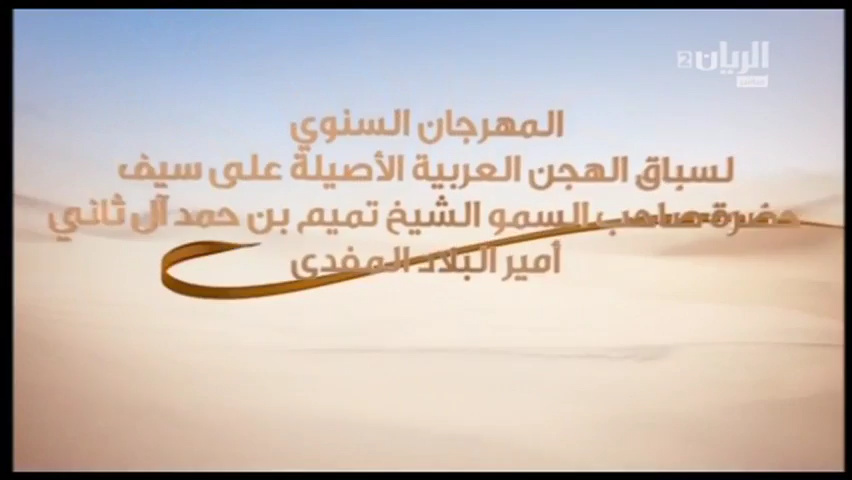 الريان 2
مباشر
المهرجان السنوي
لسباق الهجن العربية الأصيلة على سيف
حضرة صاحب السمو الشيخ تميم بن حمد آل ثاني
أمير البلاد المفدى